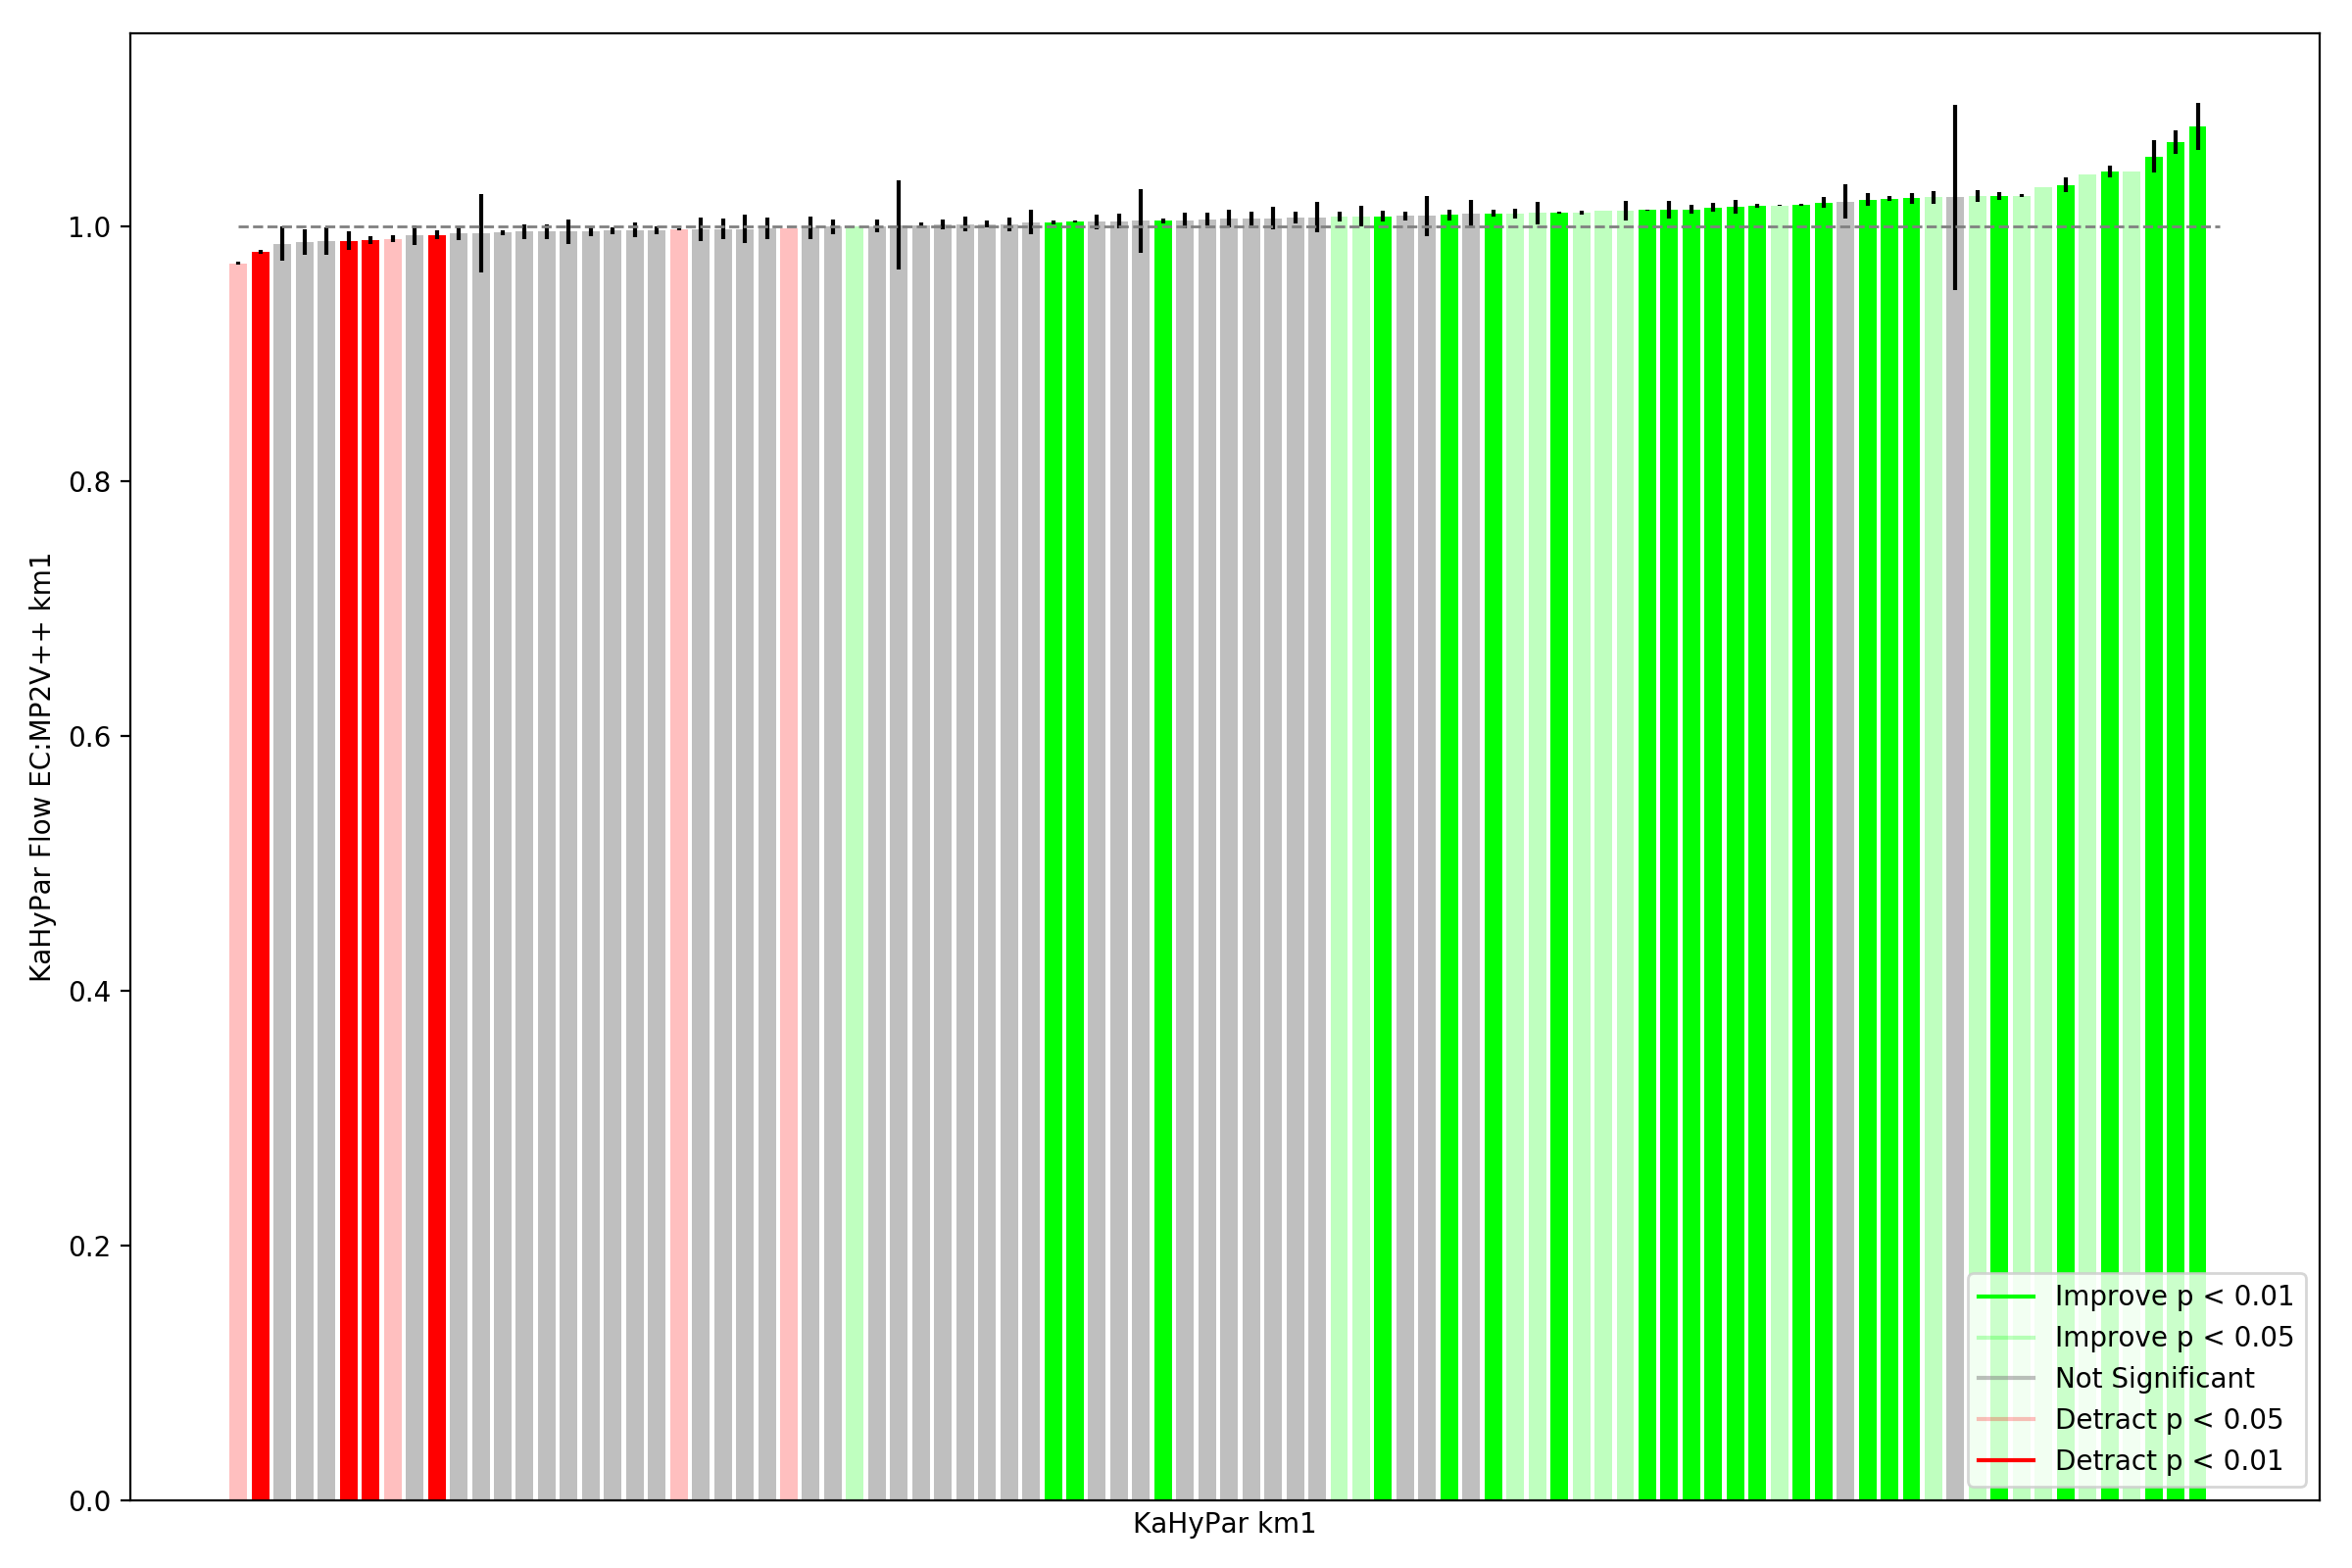 KaHyPar Flow EC:MP2V++ km1
1.0
0.8
0.6
0.4
0.2
0.0
Improve p < 0.01
Improve p < 0.05
Not Significant
Detract p < 0.05
Detract p < 0.01
KaHyPar km1